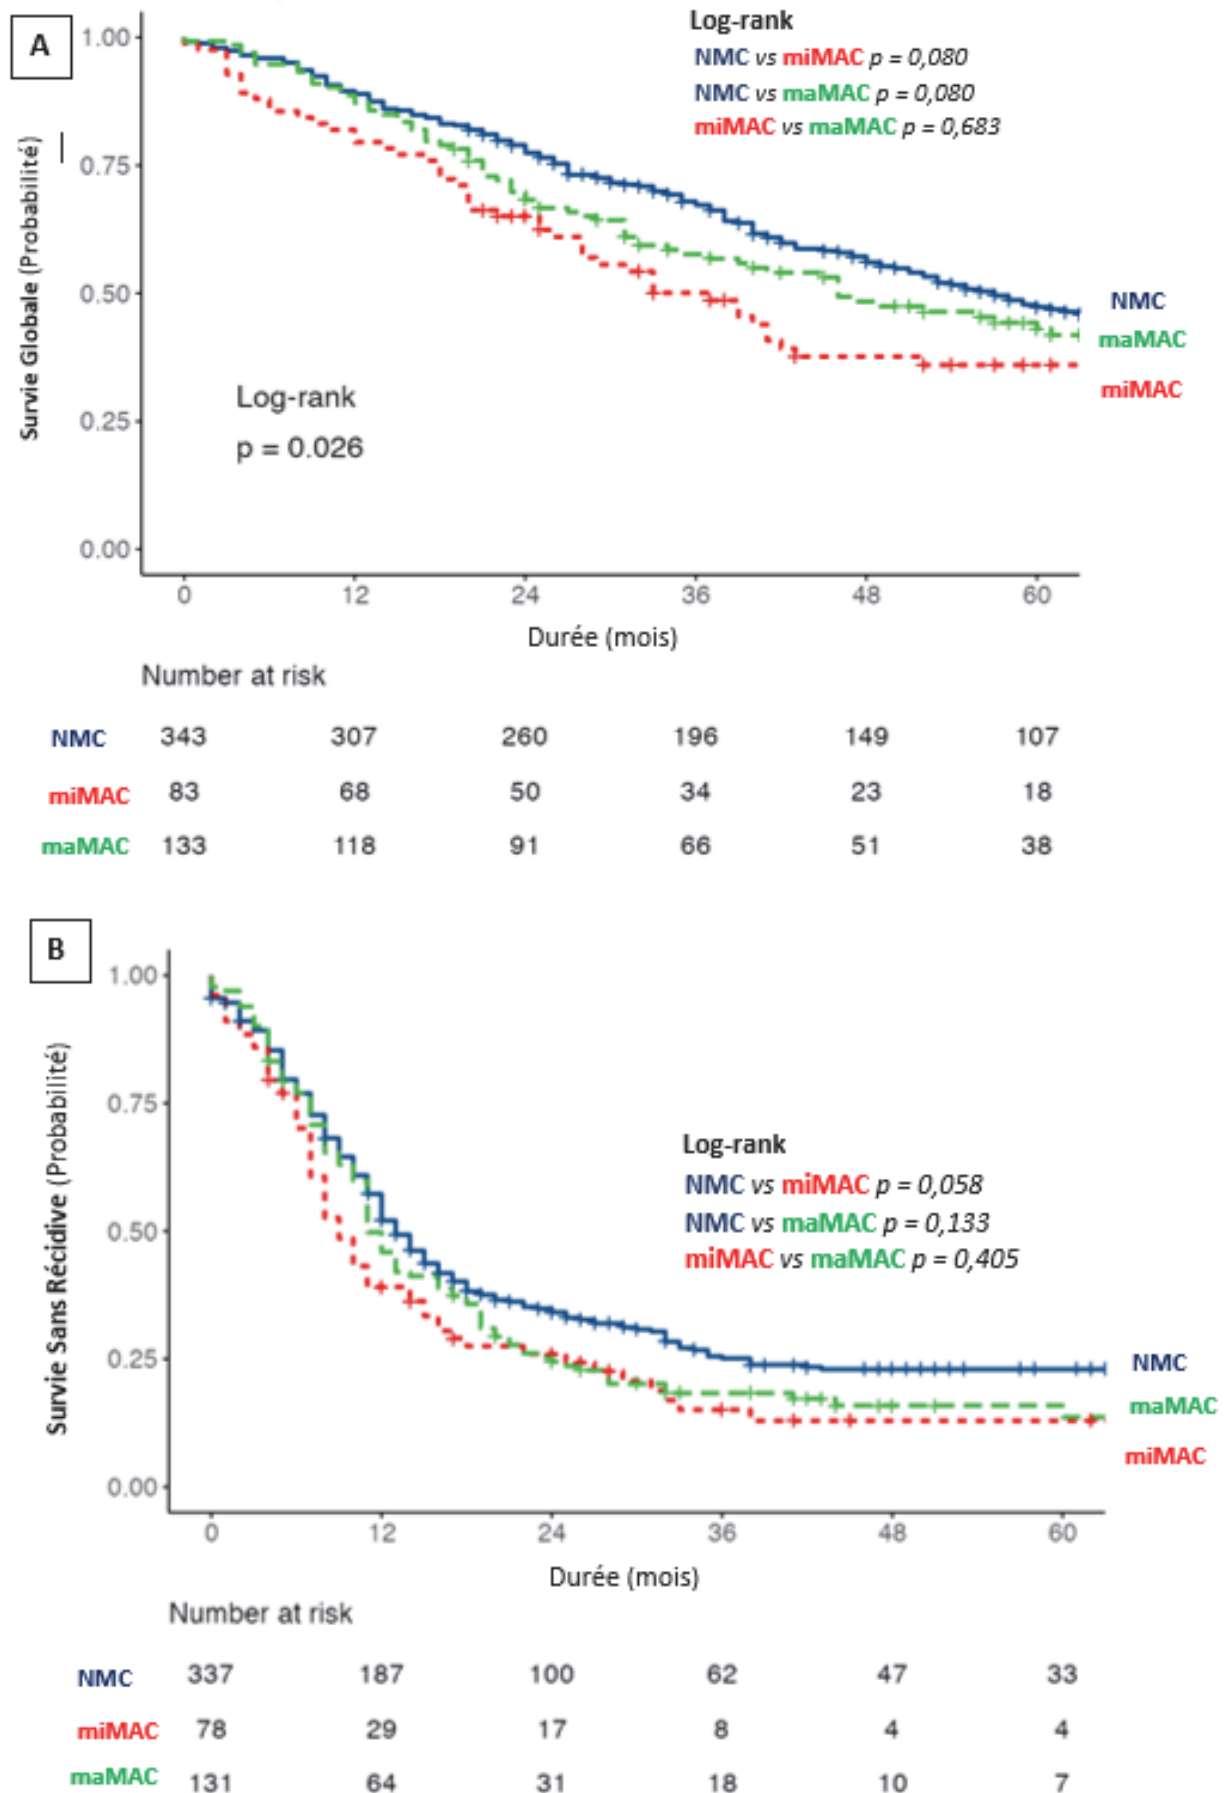 A
Log-rank
NMC vs miMAC p = 0,080
NMC vs maMAC p = 0,080
miMAC vs maMAC p = 0,683
Survie Globale (Probabilité)
1.00
0.75
0.50
0.25
0.00
NMC
maMAC
miMAC
Log-rank
p = 0.026
0 12 24 36 48 60
Durée (mois)
Number at risk
NMC 343 307 260 196 149 107
miMAC 83 68 50 34 23 18
maMAC 133 118 91 66 51 38
B
Survie Sans Récidive (Probabilité)
1.00
0.75
0.50
0.25
0.00
Log-rank
NMC vs miMAC p = 0,058
NMC vs maMAC p = 0,133
miMAC vs maMAC p = 0,405
NMC
maMAC
miMAC
0 12 24 36 48 60
Durée (mois)
Number at risk
NMC 337 187 100 62 47 33
miMAC 78 29 17 8 4 4
maMAC 131 64 31 18 10 7